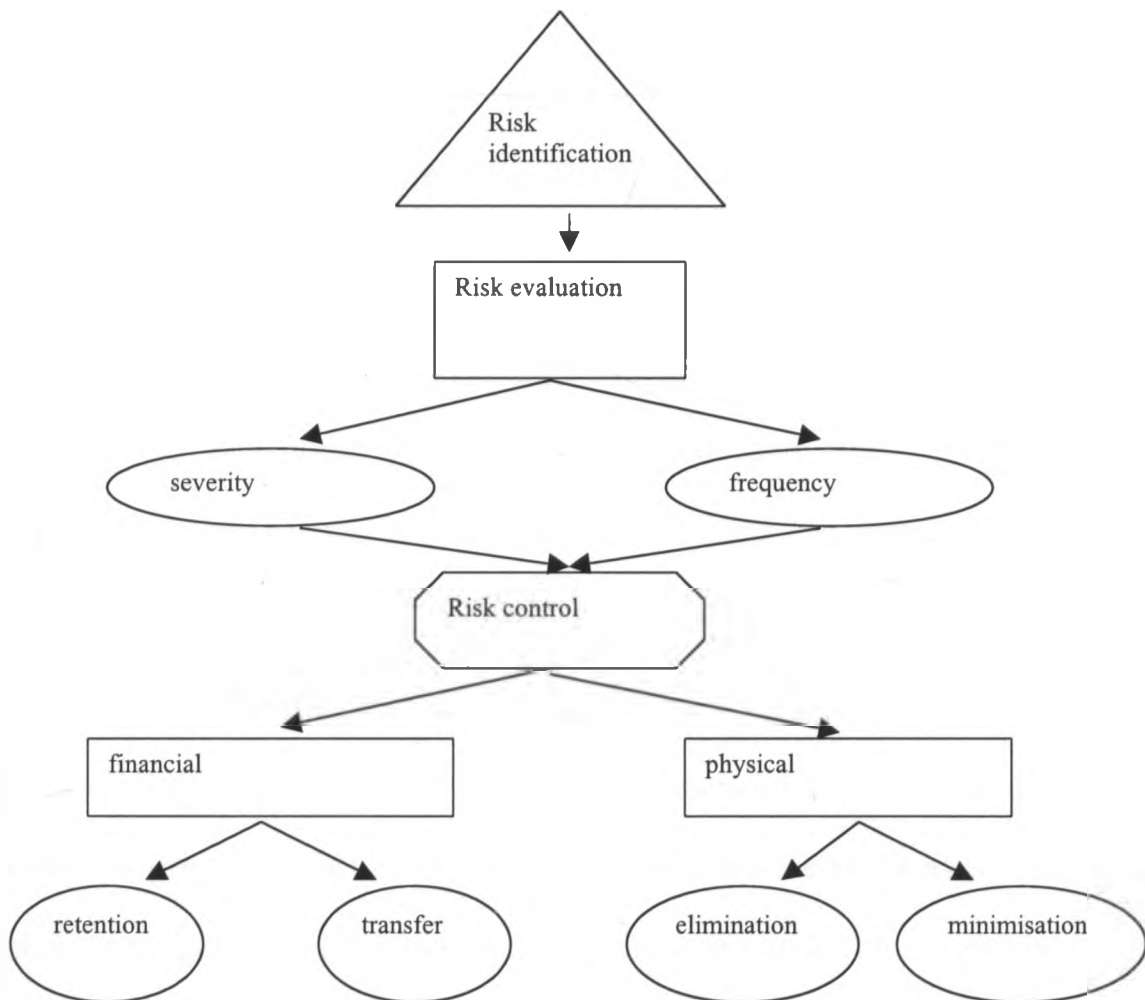 Risk
identification
Risk evaluation
severity
frequency
Risk control
financial
physical
retention
transfer
elimination
minimisation